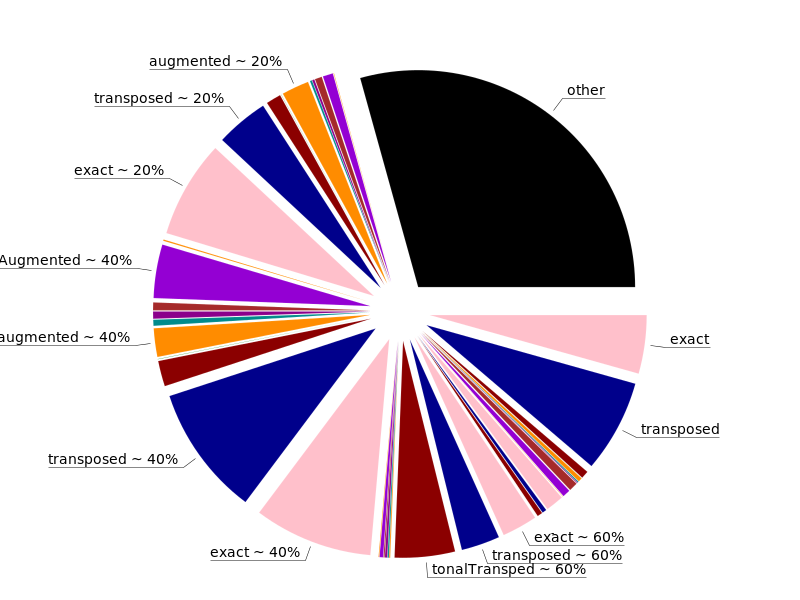 augmented ~ 20%
other
transposed ~ 20%
exact ~ 20%
Augmented ~ 40%
augmented ~ 40%
exact
transposed
transposed ~ 40%
exact ~ 60%
exact ~ 40%
transposed ~ 60%
tonalTransped ~ 60%